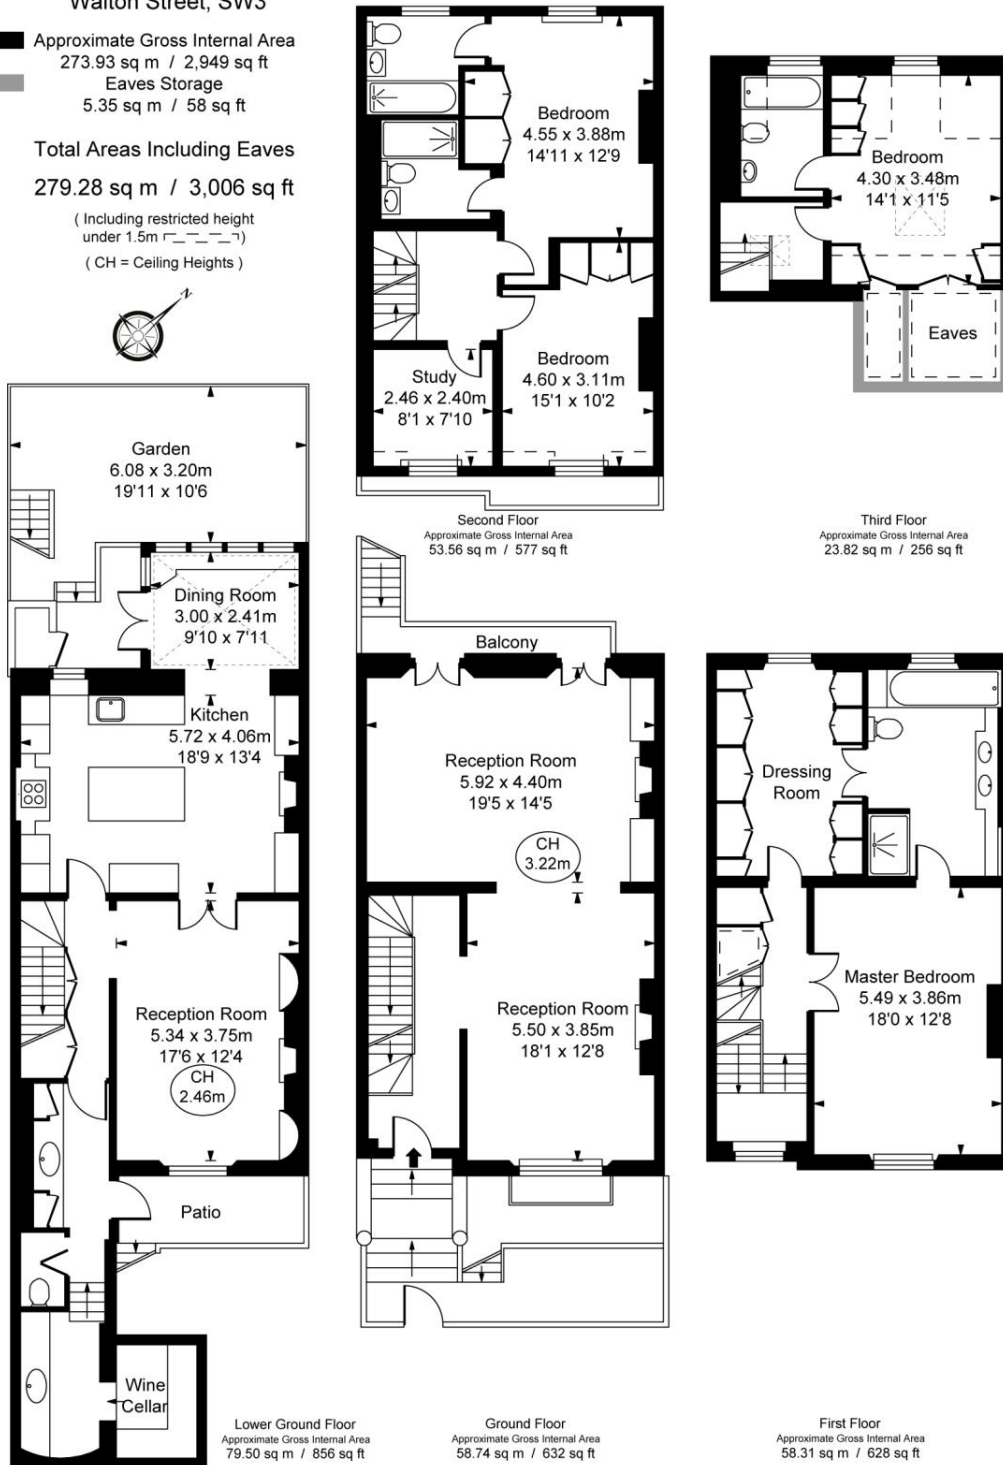 Walton Street, SW3
Approximate Gross Internal Area
273.93 sq m / 2,949 sq ft
Eaves Storage
5.35 sq m / 58 sq ft
Total Areas Including Eaves
279.28 sq m / 3,006 sq ft
( Including restricted height
under 1.5m )
( CH = Ceiling Heights )
N
Garden
6.08 x 3.20m
19'11 x 10'6
Dining Room
3.00 x 2.41m
9'10 x 7'11
Kitchen
5.72 x 4.06m
18'9 x 13'4
Reception Room
5.34 x 3.75m
17'6 x 12'4
CH
2.46m
Patio
Wine
Cellar
Lower Ground Floor
Approximate Gross Internal Area
79.50 sq m / 856 sq ft
Bedroom
4.55 x 3.88m
14'11 x 12'9
Bedroom
4.60 x 3.11m
15'1 x 10'2
Study
2.46 x 2.40m
8'1 x 7'10
Second Floor
Approximate Gross Internal Area
53.56 sq m / 577 sq ft
Bedroom
4.30 x 3.48m
14'1 x 11'5
Eaves
Third Floor
Approximate Gross Internal Area
23.82 sq m / 256 sq ft
Balcony
Reception Room
5.92 x 4.40m
19'5 x 14'5
CH
3.22m
Reception Room
5.50 x 3.85m
18'1 x 12'8
Ground Floor
Approximate Gross Internal Area
58.74 sq m / 632 sq ft
Dressing
Room
Master Bedroom
5.49 x 3.86m
18'0 x 12'8
First Floor
Approximate Gross Internal Area
58.31 sq m / 628 sq ft